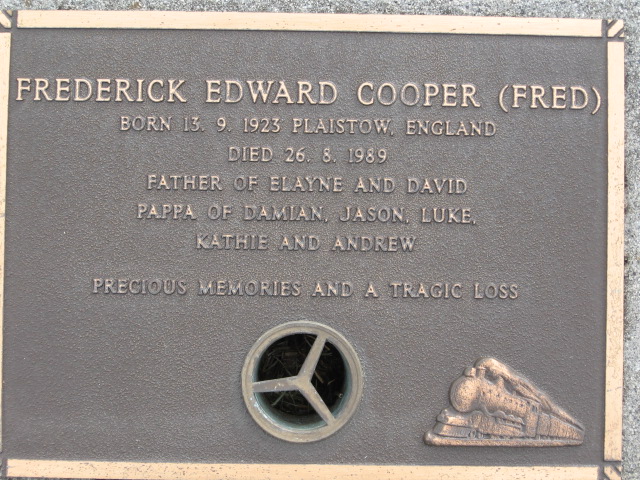 FREDERICK EDWARD COOPER (FRED)
BORN 13. 9. 1923 PLAISTOW, ENGLAND
DIED 26. 8. 1989
FATHER OF ELAYNE AND DAVID
PAPPA OF DAMIAN, JASON, LUKE,
KATHIE AND ANDREW
PRECIOUS MEMORIES AND A TRAGIC LOSS